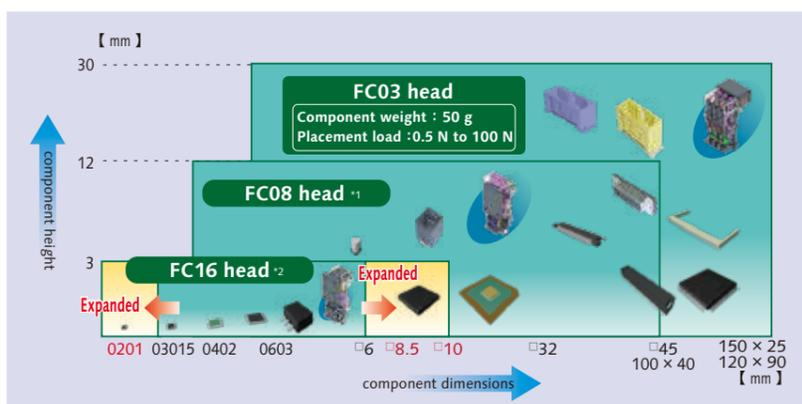 【 mm 】
30
FC03 head
Component weight : 50 g
Placement load :0.5 N to 100 N
12
component height
FC08 head *1
3
FC16 head *2
Expanded
Expanded
0201 03015 0402 0603 □6 □8.5 □10 □32 □45 150 × 25
100 × 40 120 × 90
component dimensions
【 mm 】